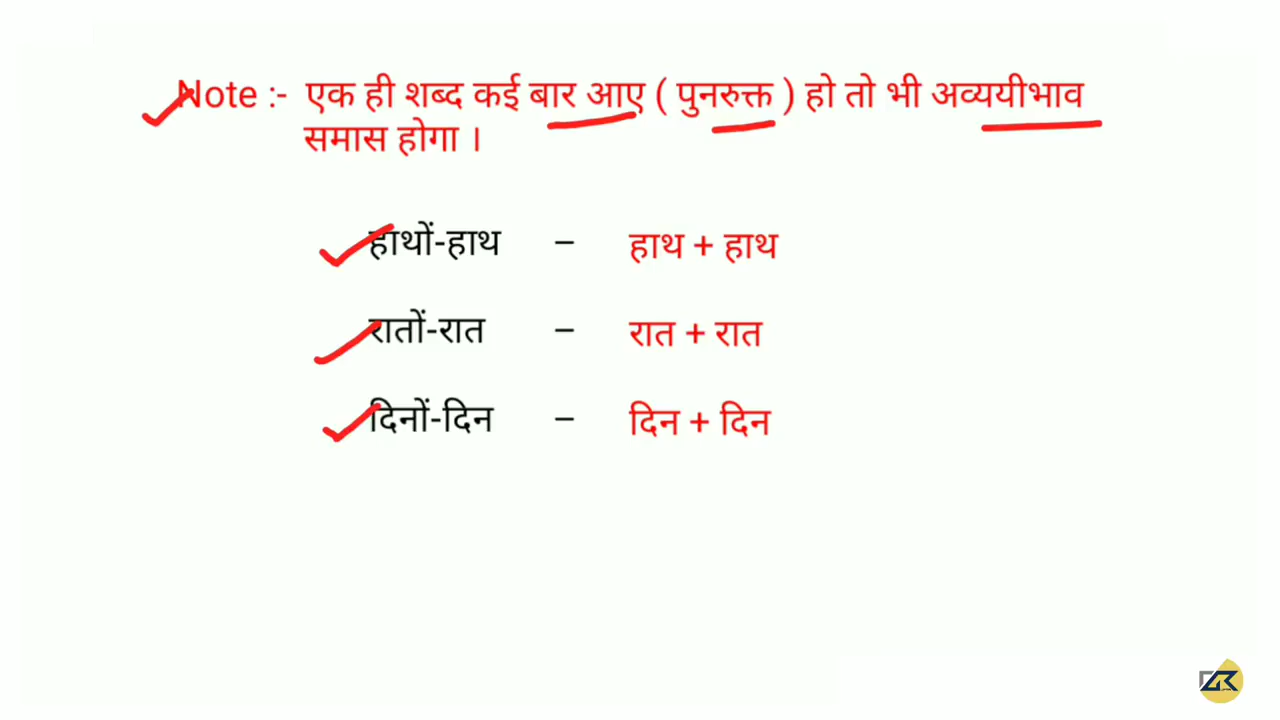 Note :- एक ही शब्द कई बार आए ( पुनरुक्त ) हो तो भी अव्ययीभाव
समास होगा ।
हाथों-हाथ – हाथ + हाथ
रातों-रात – रात + रात
दिनों-दिन – दिन + दिन